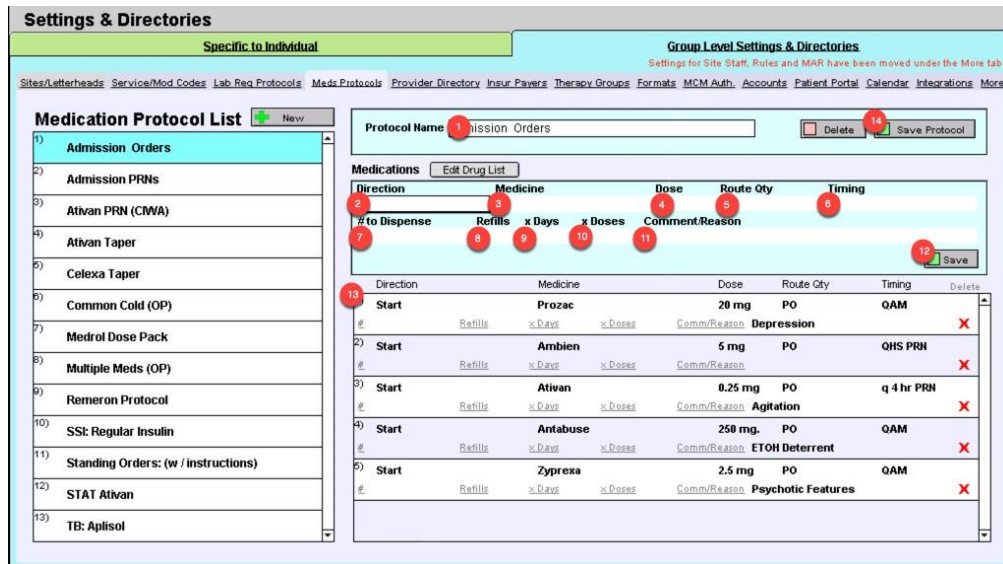 Settings & Directories
Specific to Individual
Group Level Settings & Directories
Settings for Site Staff, Rules and MAR have been moved under the More tab
Sites/Letterheads Service/Mod Codes Lab Req Protocols Meds Protocols Provider Directory Insur Payers Therapy Groups Formats MCM Auth. Accounts Patient Portal Calendar Integrations More
Medication Protocol List New
1) Admission Orders
2) Admission PRNs
3) Ativan PRN (CIWA)
4) Ativan Taper
5) Celexa Taper
6) Common Cold (OP)
7) Medrol Dose Pack
8) Multiple Meds (OP)
9) Remeron Protocol
10) SSI: Regular Insulin
11) Standing Orders: (w / instructions)
12) STAT Ativan
13) TB: Aplisol
Protocol Name 1 mission Orders Delete 14 Save Protocol
Medications Edit Drug List
Direction Medicine Dose Route Qty Timing
2 3 4 5 6
# to Dispense Refills x Days x Doses Comment/Reason
7 8 9 10 11
12 Save
Direction Medicine Dose Route Qty Timing Delete
13 Start Prozac 20 mg PO QAM
# Refills x Days x Doses Comm/Reason Depression X
2) Start Ambien 5 mg PO QHS PRN
# Refills x Days x Doses Comm/Reason X
3) Start Ativan 0.25 mg PO q 4 hr PRN
# Refills x Days x Doses Comm/Reason Agitation X
4) Start Antabuse 250 mg. PO QAM
# Refills x Days x Doses Comm/Reason ETOH Deterrent X
5) Start Zyprexa 2.5 mg PO QAM
# Refills x Days x Doses Comm/Reason Psychotic Features X